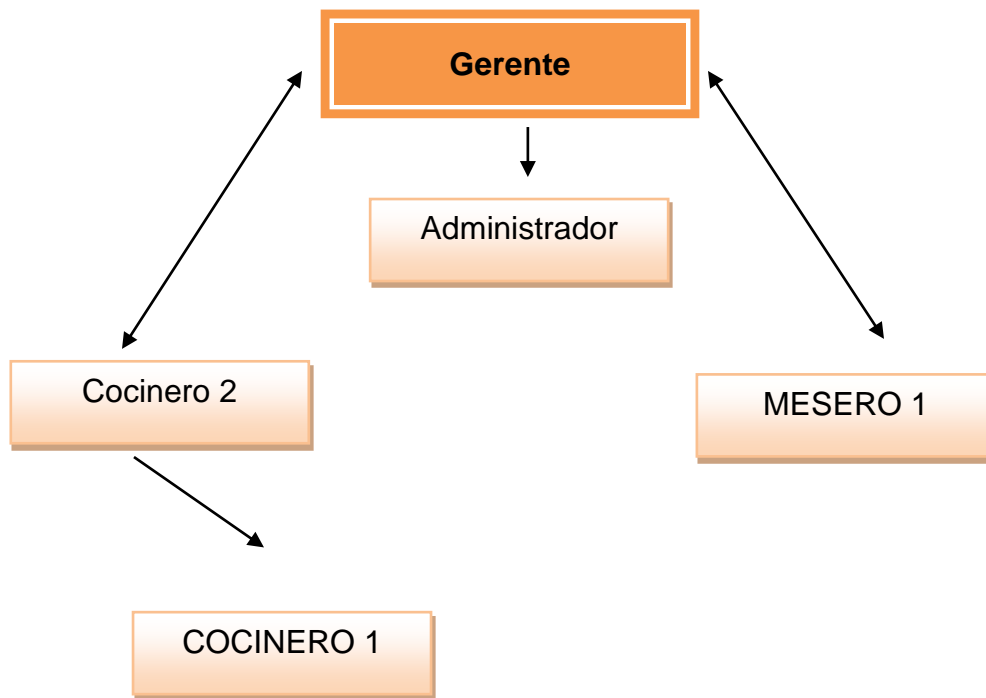 Gerente
Administrador
Cocinero 2
MESERO 1
COCINERO 1